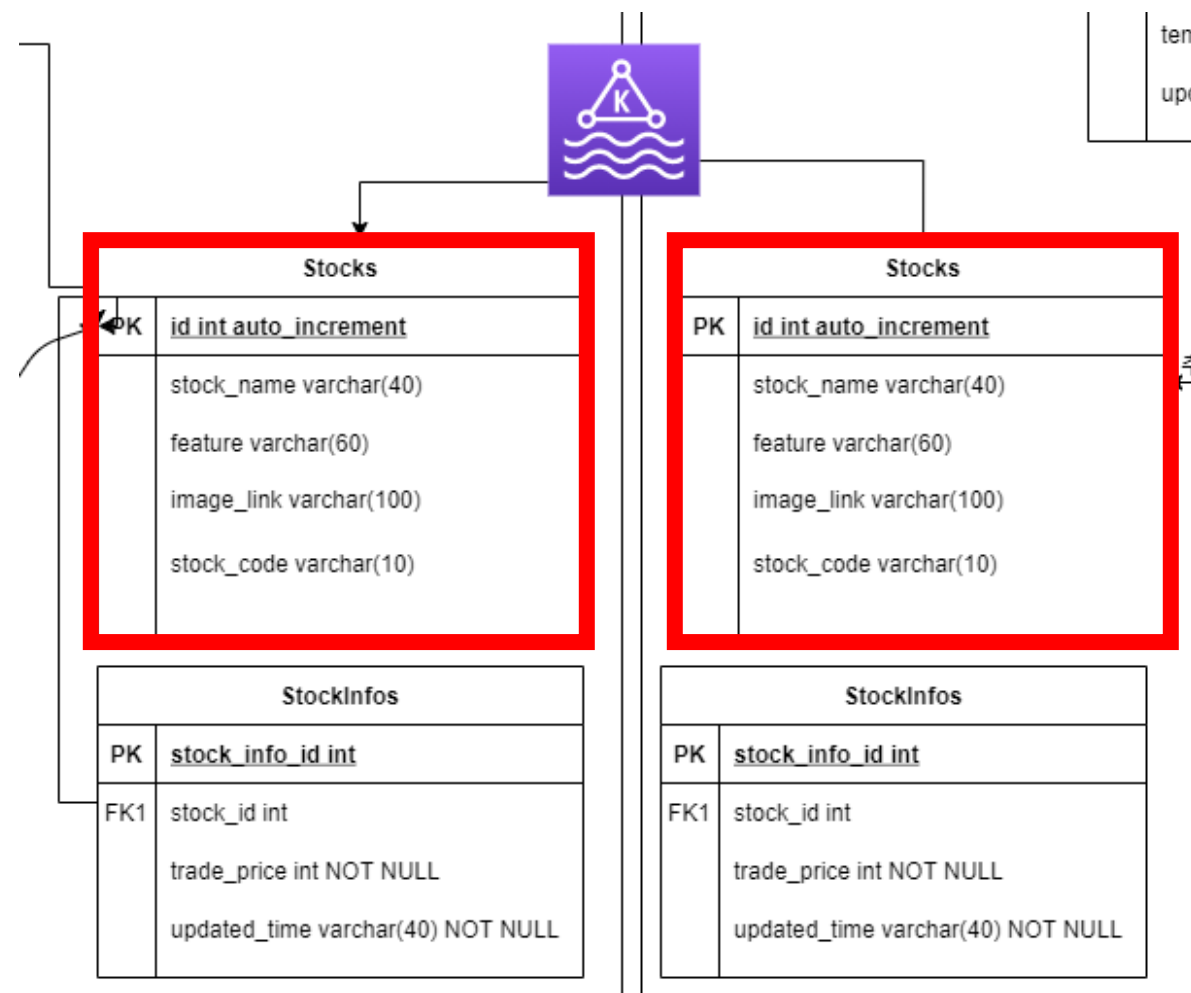 K
Stocks
PK id int auto_increment
stock_name varchar(40)
feature varchar(60)
image_link varchar(100)
stock_code varchar(10)
StockInfos
PK stock_info_id int
FK1 stock_id int
trade_price int NOT NULL
updated_time varchar(40) NOT NULL
Stocks
PK id int auto_increment
stock_name varchar(40)
feature varchar(60)
image_link varchar(100)
stock_code varchar(10)
StockInfos
PK stock_info_id int
FK1 stock_id int
trade_price int NOT NULL
updated_time varchar(40) NOT NULL